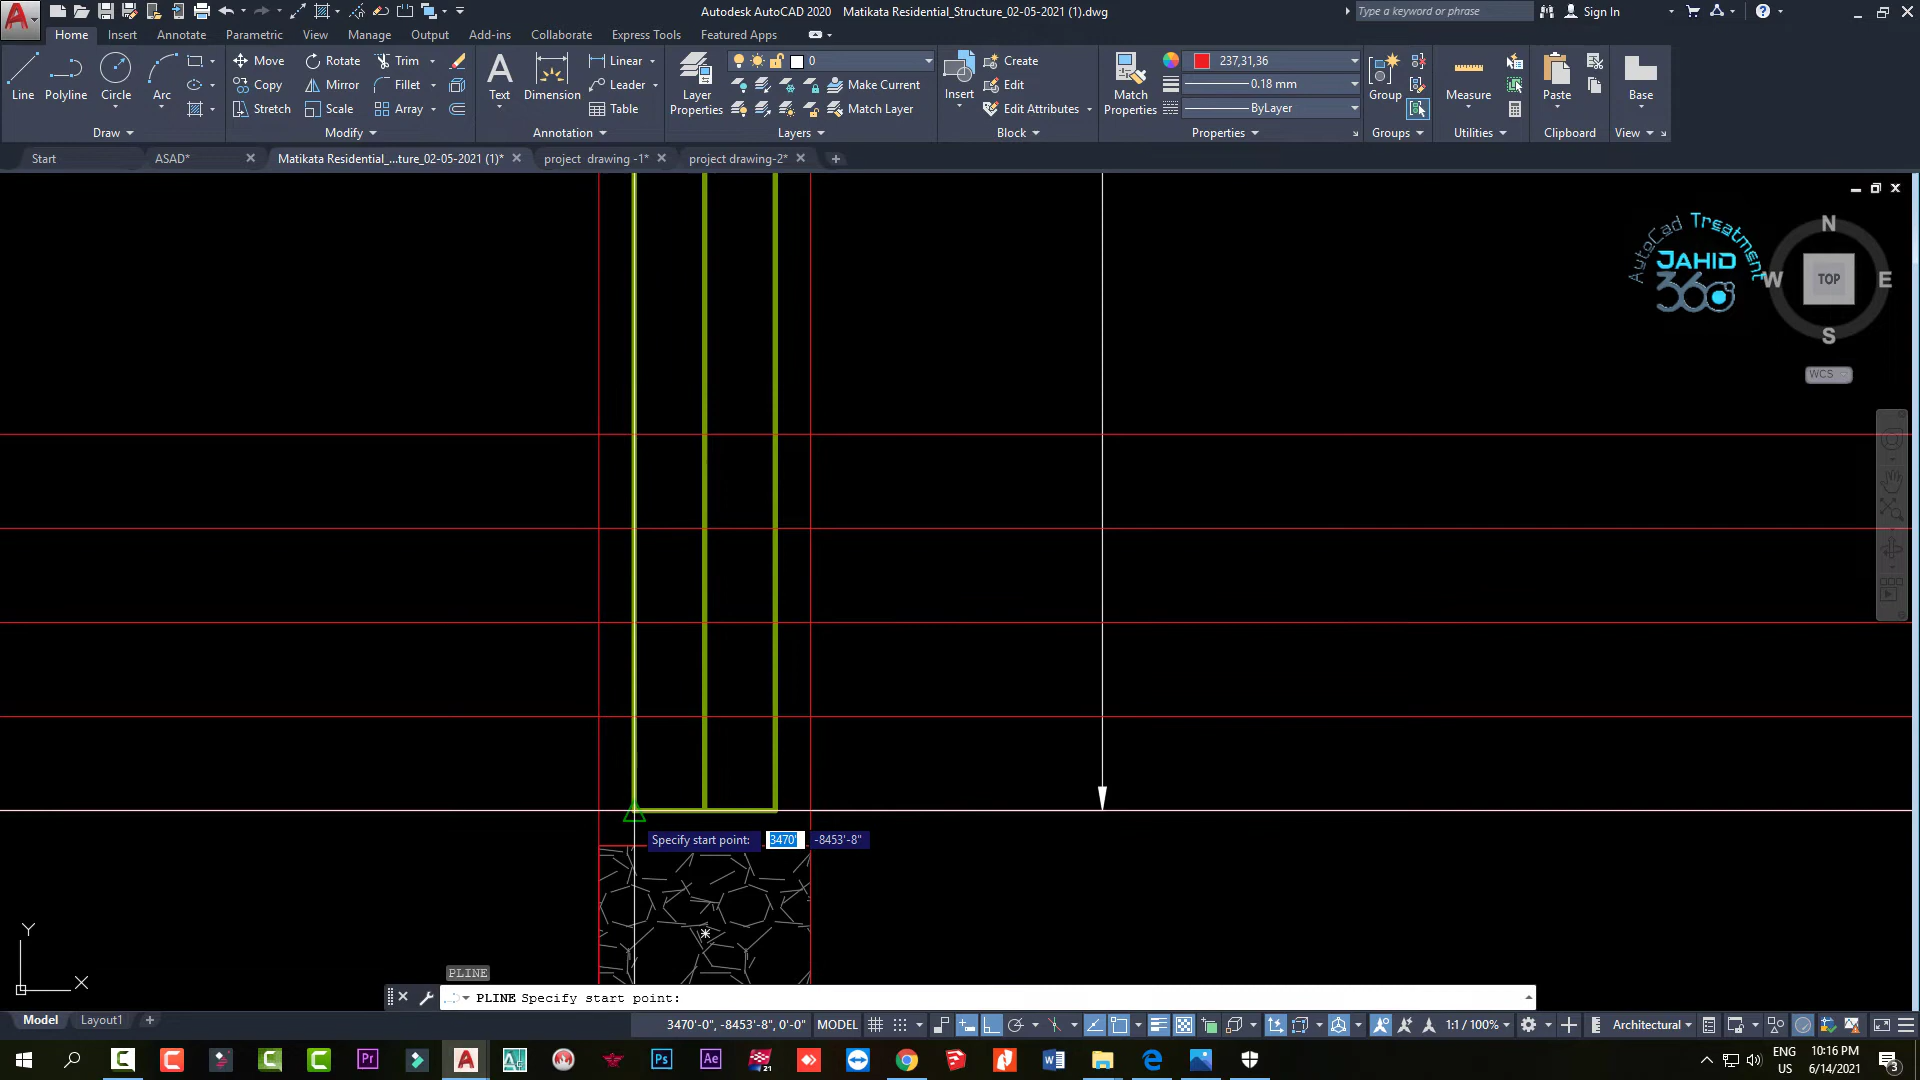 Autodesk AutoCAD 2020 Matikata Residential_Structure_02-05-2021 (1).dwg
Type a keyword or phrase
Sign In
Home Insert Annotate Parametric View Manage Output Add-ins Collaborate Express Tools Featured Apps
Line Polyline Circle Arc
Draw
Move Rotate Trim
Copy Mirror Fillet
Stretch Scale Array
Modify
Text Dimension
Linear
Leader
Table
Annotation
Layer Properties
0
Make Current
Match Layer
Layers
Insert
Create
Edit
Edit Attributes
Block
Match Properties
237,31,36
0.18 mm
ByLayer
Properties
Group
Groups
Measure
Utilities
Paste
Clipboard
Base
View
Start ASAD* Matikata Residential_...ture_02-05-2021 (1)* project drawing -1* project drawing-2*
AutoCad Treatment
JAHID
360
N
W TOP E
S
WCS
Specify start point: 3470' -8453'-8"
Y
X
PLINE
PLINE Specify start point:
Model Layout1
3470'-0", -8453'-8", 0'-0" MODEL 1:1 / 100% Architectural
Pr Ps Ae 21
ENG
US
10:16 PM
6/14/2021
3